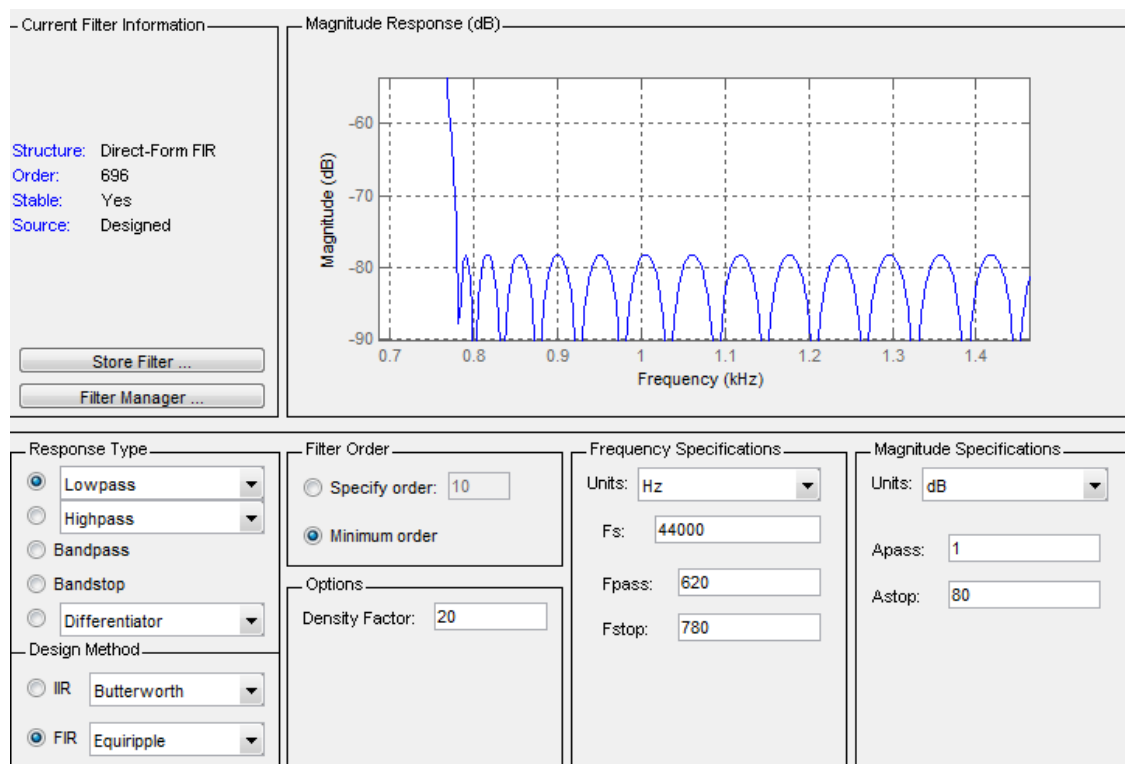 Current Filter Information
Structure: Direct-Form FIR
Order: 696
Stable: Yes
Source: Designed
Store Filter ...
Filter Manager ...
Magnitude Response (dB)
Magnitude (dB)
-60
-70
-80
-90
0.7 0.8 0.9 1 1.1 1.2 1.3 1.4
Frequency (kHz)
Response Type
Lowpass
Highpass
Bandpass
Bandstop
Differentiator
Design Method
IIR Butterworth
FIR Equiripple
Filter Order
Specify order: 10
Minimum order
Options
Density Factor: 20
Frequency Specifications
Units: Hz
Fs: 44000
Fpass: 620
Fstop: 780
Magnitude Specifications
Units: dB
Apass: 1
Astop: 80